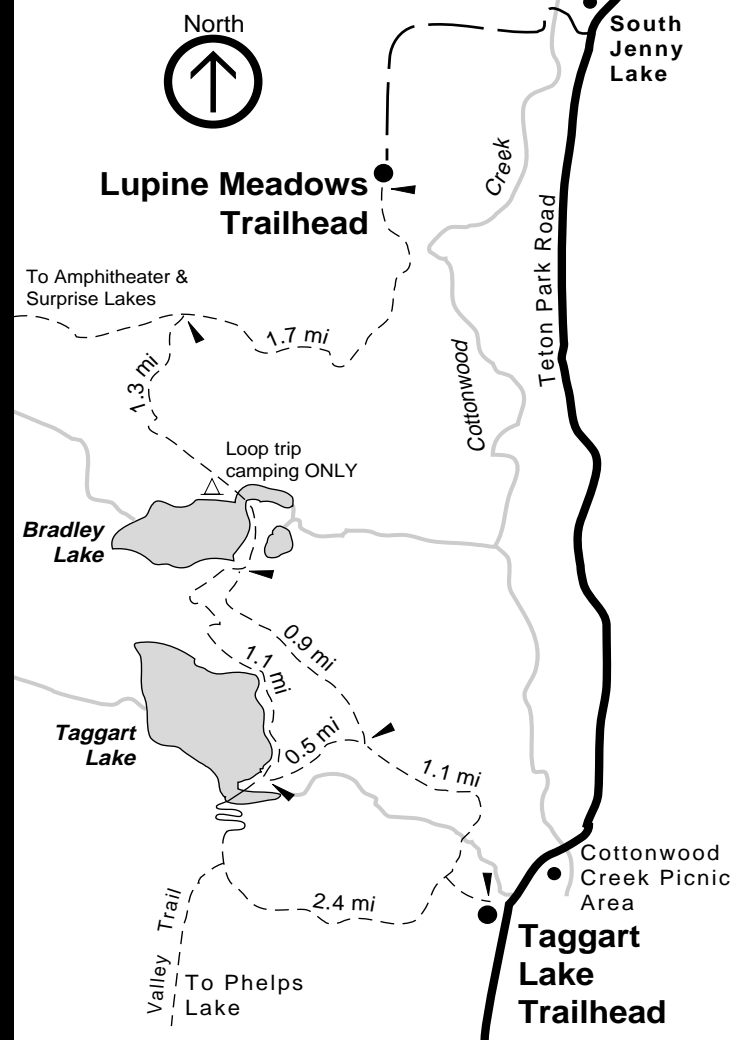 North
South
Jenny
Lake
Creek
Lupine Meadows
Trailhead
Teton Park Road
To Amphitheater &
Surprise Lakes
1.7 mi
1.3 mi
Cottonwood
Loop trip
camping ONLY
Bradley
Lake
0.9 mi
1.1 mi
Taggart
Lake
0.5 mi
1.1 mi
Cottonwood
Creek Picnic
Area
2.4 mi
Valley Trail
Taggart
Lake
Trailhead
To Phelps
Lake